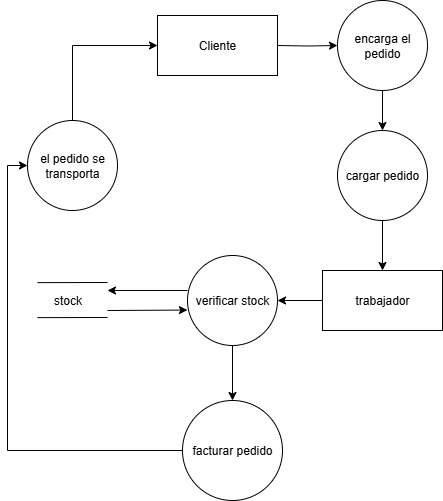 Cliente
encarga el
pedido
el pedido se
transporta
cargar pedido
stock
verificar stock
trabajador
facturar pedido